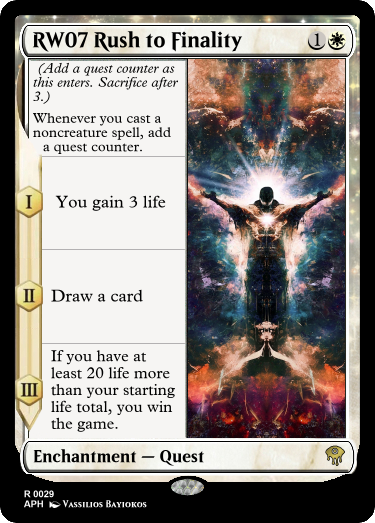 RW07 Rush to Finality 1
(Add a quest counter as
this enters. Sacrifice after
3.)
Whenever you cast a
noncreature spell, add
a quest counter.
I
You gain 3 life
II
Draw a card
If you have at
least 20 life more
than your starting
III
life total, you win
the game.
Enchantment — Quest
R 0029
APH VASSILIOS BAYIOKOS